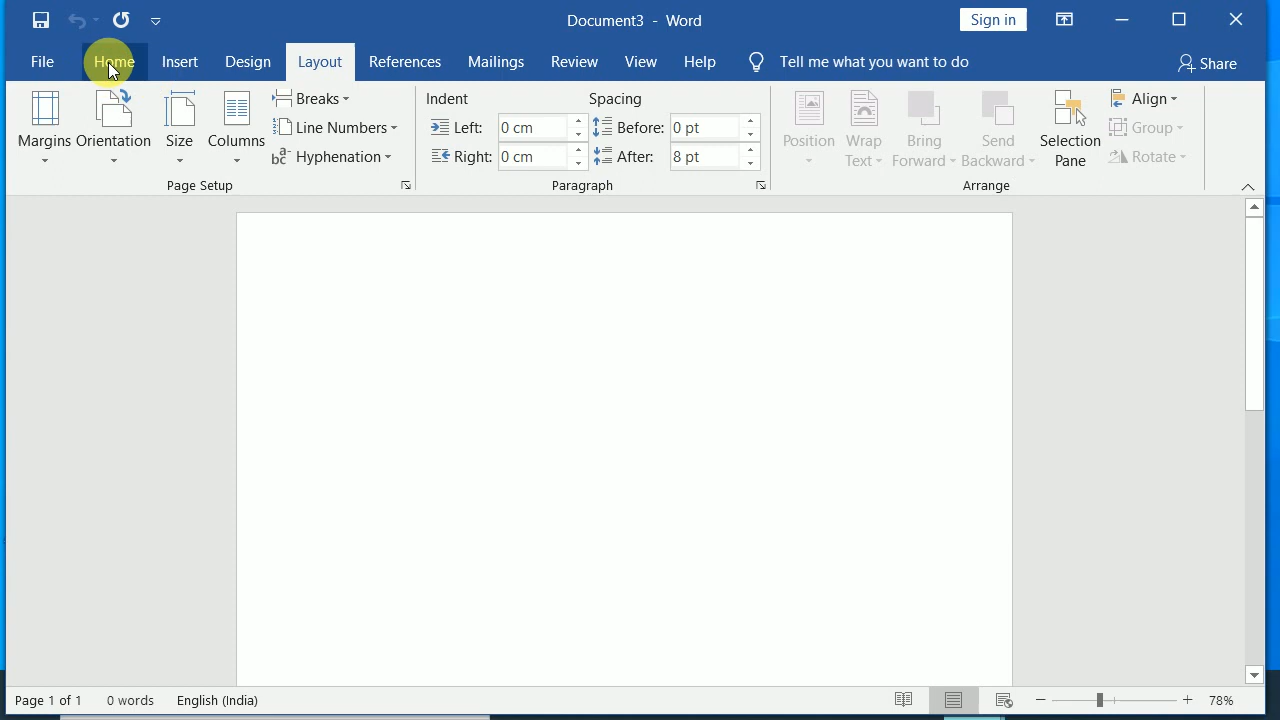 Document3 - Word
Sign in
File Home Insert Design Layout References Mailings Review View Help Tell me what you want to do Share
Margins Orientation Size Columns
Breaks
Line Numbers
bc a- Hyphenation
Page Setup
Indent Spacing
Left: 0 cm Before: 0 pt
Right: 0 cm After: 8 pt
Paragraph
Position
Wrap Text
Bring Forward
Send Backward
Selection Pane
Align
Group
Rotate
Arrange
Page 1 of 1 0 words English (India) 78%